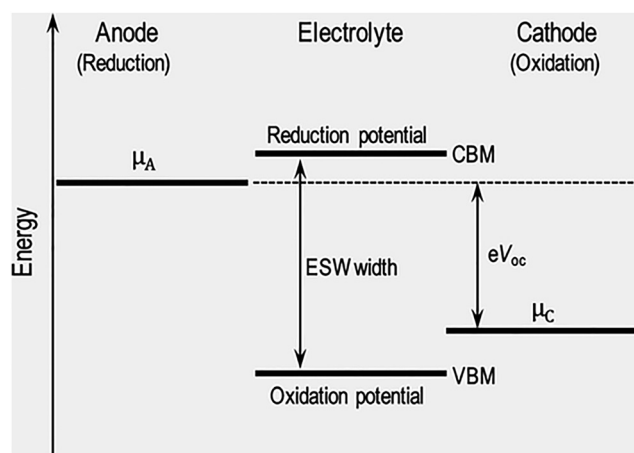 Anode
(Reduction)
Electrolyte
Cathode
(Oxidation)
Reduction potential
CBM
μA
Energy
ESW width
eVoc
μC
VBM
Oxidation potential